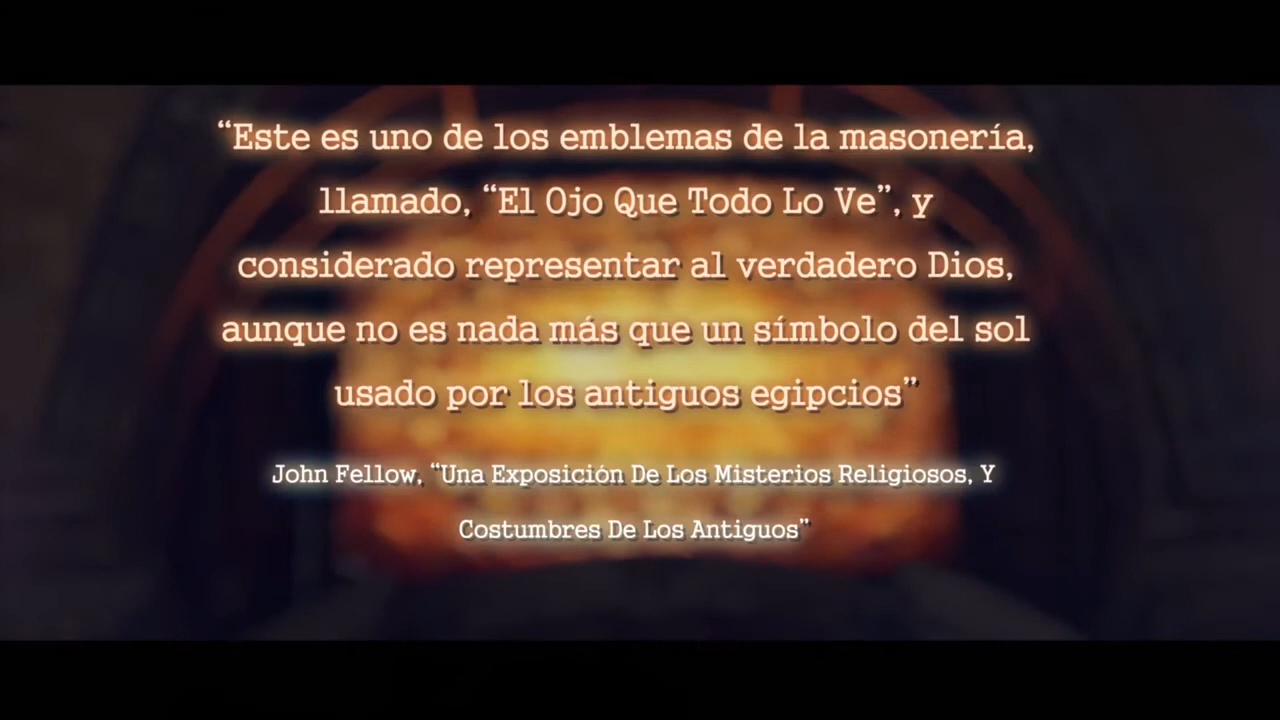 “Este es uno de los emblemas de la masonería,
llamado, “El Ojo Que Todo Lo Ve”, y
considerado representar al verdadero Dios,
aunque no es nada más que un símbolo del sol
usado por los antiguos egipcios”
John Fellow, “Una Exposición De Los Misterios Religiosos, Y
Costumbres De Los Antiguos”